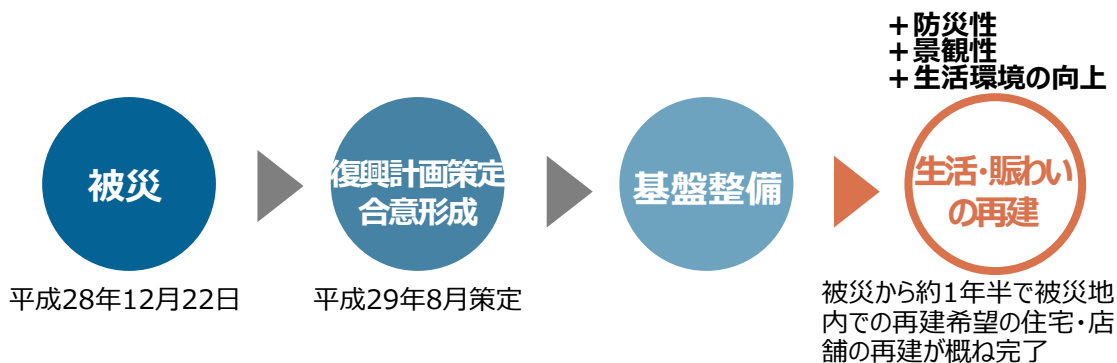 ＋防災性
＋景観性
＋生活環境の向上
被災
復興計画策定
合意形成
基盤整備
生活・賑わい
の再建
平成28年12月22日
平成29年8月策定
被災から約1年半で被災地
内での再建希望の住宅・店
舗の再建が概ね完了